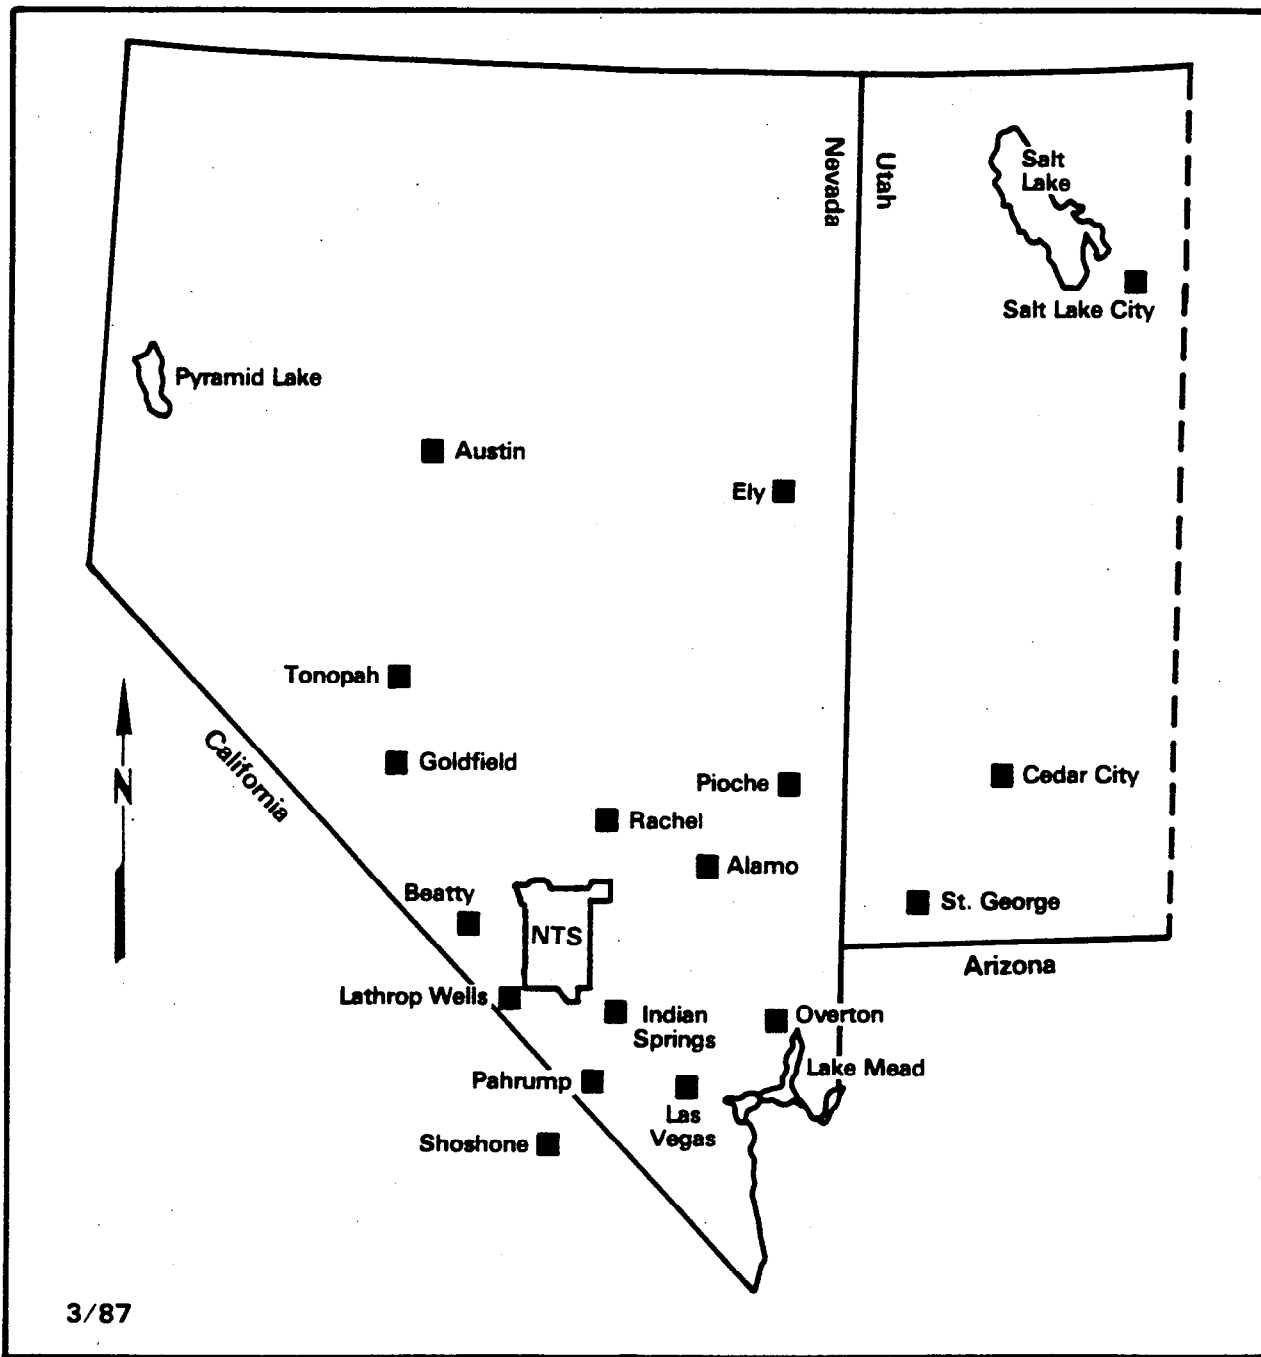 Nevada
Utah
Salt
Lake
Salt Lake City
Pyramid Lake
Austin
Ely
Tonopah
California
Goldfield
N
Pioche
Cedar City
Rachel
Alamo
Beatty
St. George
NTS
Arizona
Lathrop Wells
Indian
Springs
Overton
Lake Mead
Pahrump
Las
Vegas
Shoshone
3/87